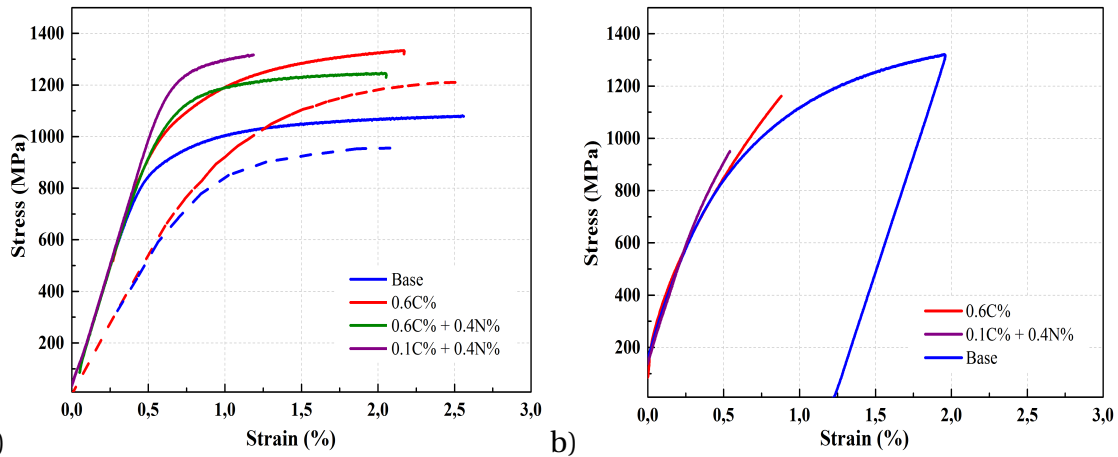 1400
1200
1000
800
600
400
200
0,0 0,5 1,0 1,5 2,0 2,5 3,0
Stress (MPa)
Strain (%)
Base
0.6C%
0.6C% + 0.4N%
0.1C% + 0.4N%
)
b)
1400
1200
1000
800
600
400
200
0,0 0,5 1,0 1,5 2,0 2,5 3,0
Stress (MPa)
Strain (%)
0.6C%
0.1C% + 0.4N%
Base